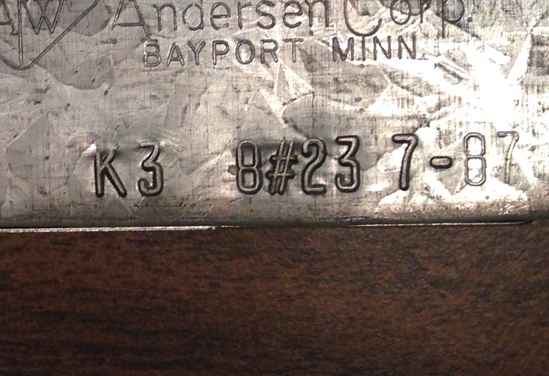 AW Andersen Corp.
BAYPORT, MINN.
K3 8#23 7-87